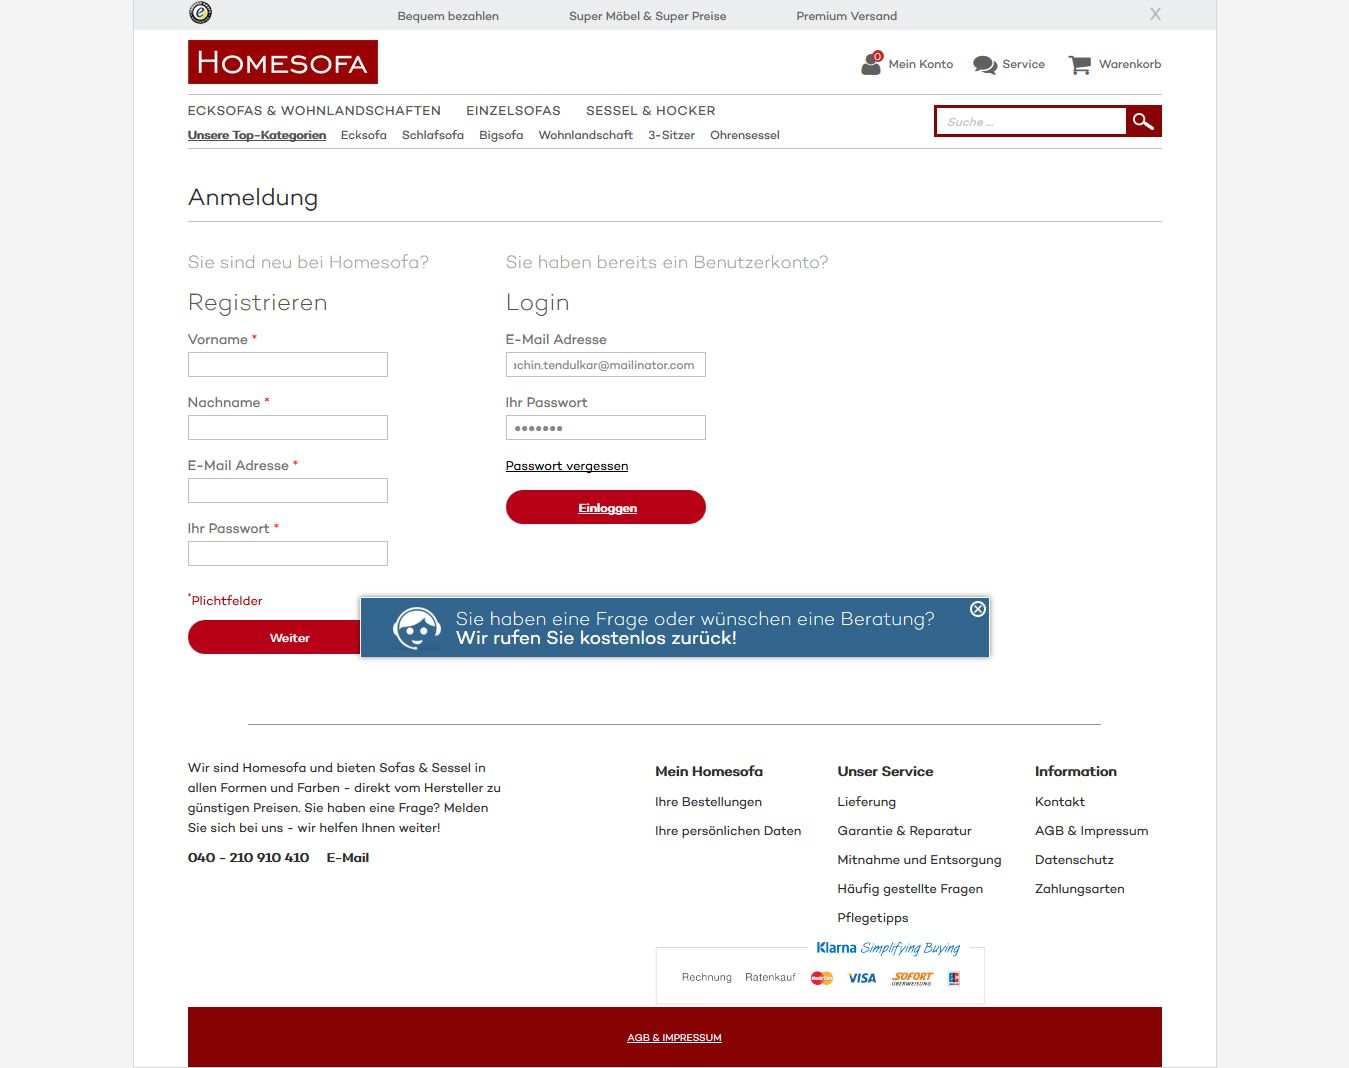 Bequem bezahlen Super Möbel & Super Preise Premium Versand X
HOMESOFA
0 Mein Konto Service Warenkorb
ECKSOFAS & WOHNLANDSCHAFTEN EINZELSOFAS SESSEL & HOCKER
Suche ...
Unsere Top-Kategorien Ecksofa Schlafsofa Bigsofa Wohnlandschaft 3-Sitzer Ohrensessel
Anmeldung
Sie sind neu bei Homesofa?
Registrieren
Vorname *
Nachname *
E-Mail Adresse *
Ihr Passwort *
*Plichtfelder
Weiter
Sie haben bereits ein Benutzerkonto?
Login
E-Mail Adresse
chin.tendulkar@mailinator.com
Ihr Passwort
•••••••
Passwort vergessen
Einloggen
Sie haben eine Frage oder wünschen eine Beratung?
Wir rufen Sie kostenlos zurück!
Wir sind Homesofa und bieten Sofas & Sessel in
allen Formen und Farben - direkt vom Hersteller zu
günstigen Preisen. Sie haben eine Frage? Melden
Sie sich bei uns - wir helfen Ihnen weiter!
040 - 210 910 410 E-Mail
Mein Homesofa
Ihre Bestellungen
Ihre persönlichen Daten
Unser Service
Lieferung
Garantie & Reparatur
Mitnahme und Entsorgung
Häufig gestellte Fragen
Pflegetipps
Information
Kontakt
AGB & Impressum
Datenschutz
Zahlungsarten
Klarna Simplifying Buying
Rechnung Ratenkauf MasterCard VISA SOFORT
ÜBERWEISUNG
AGB & IMPRESSUM